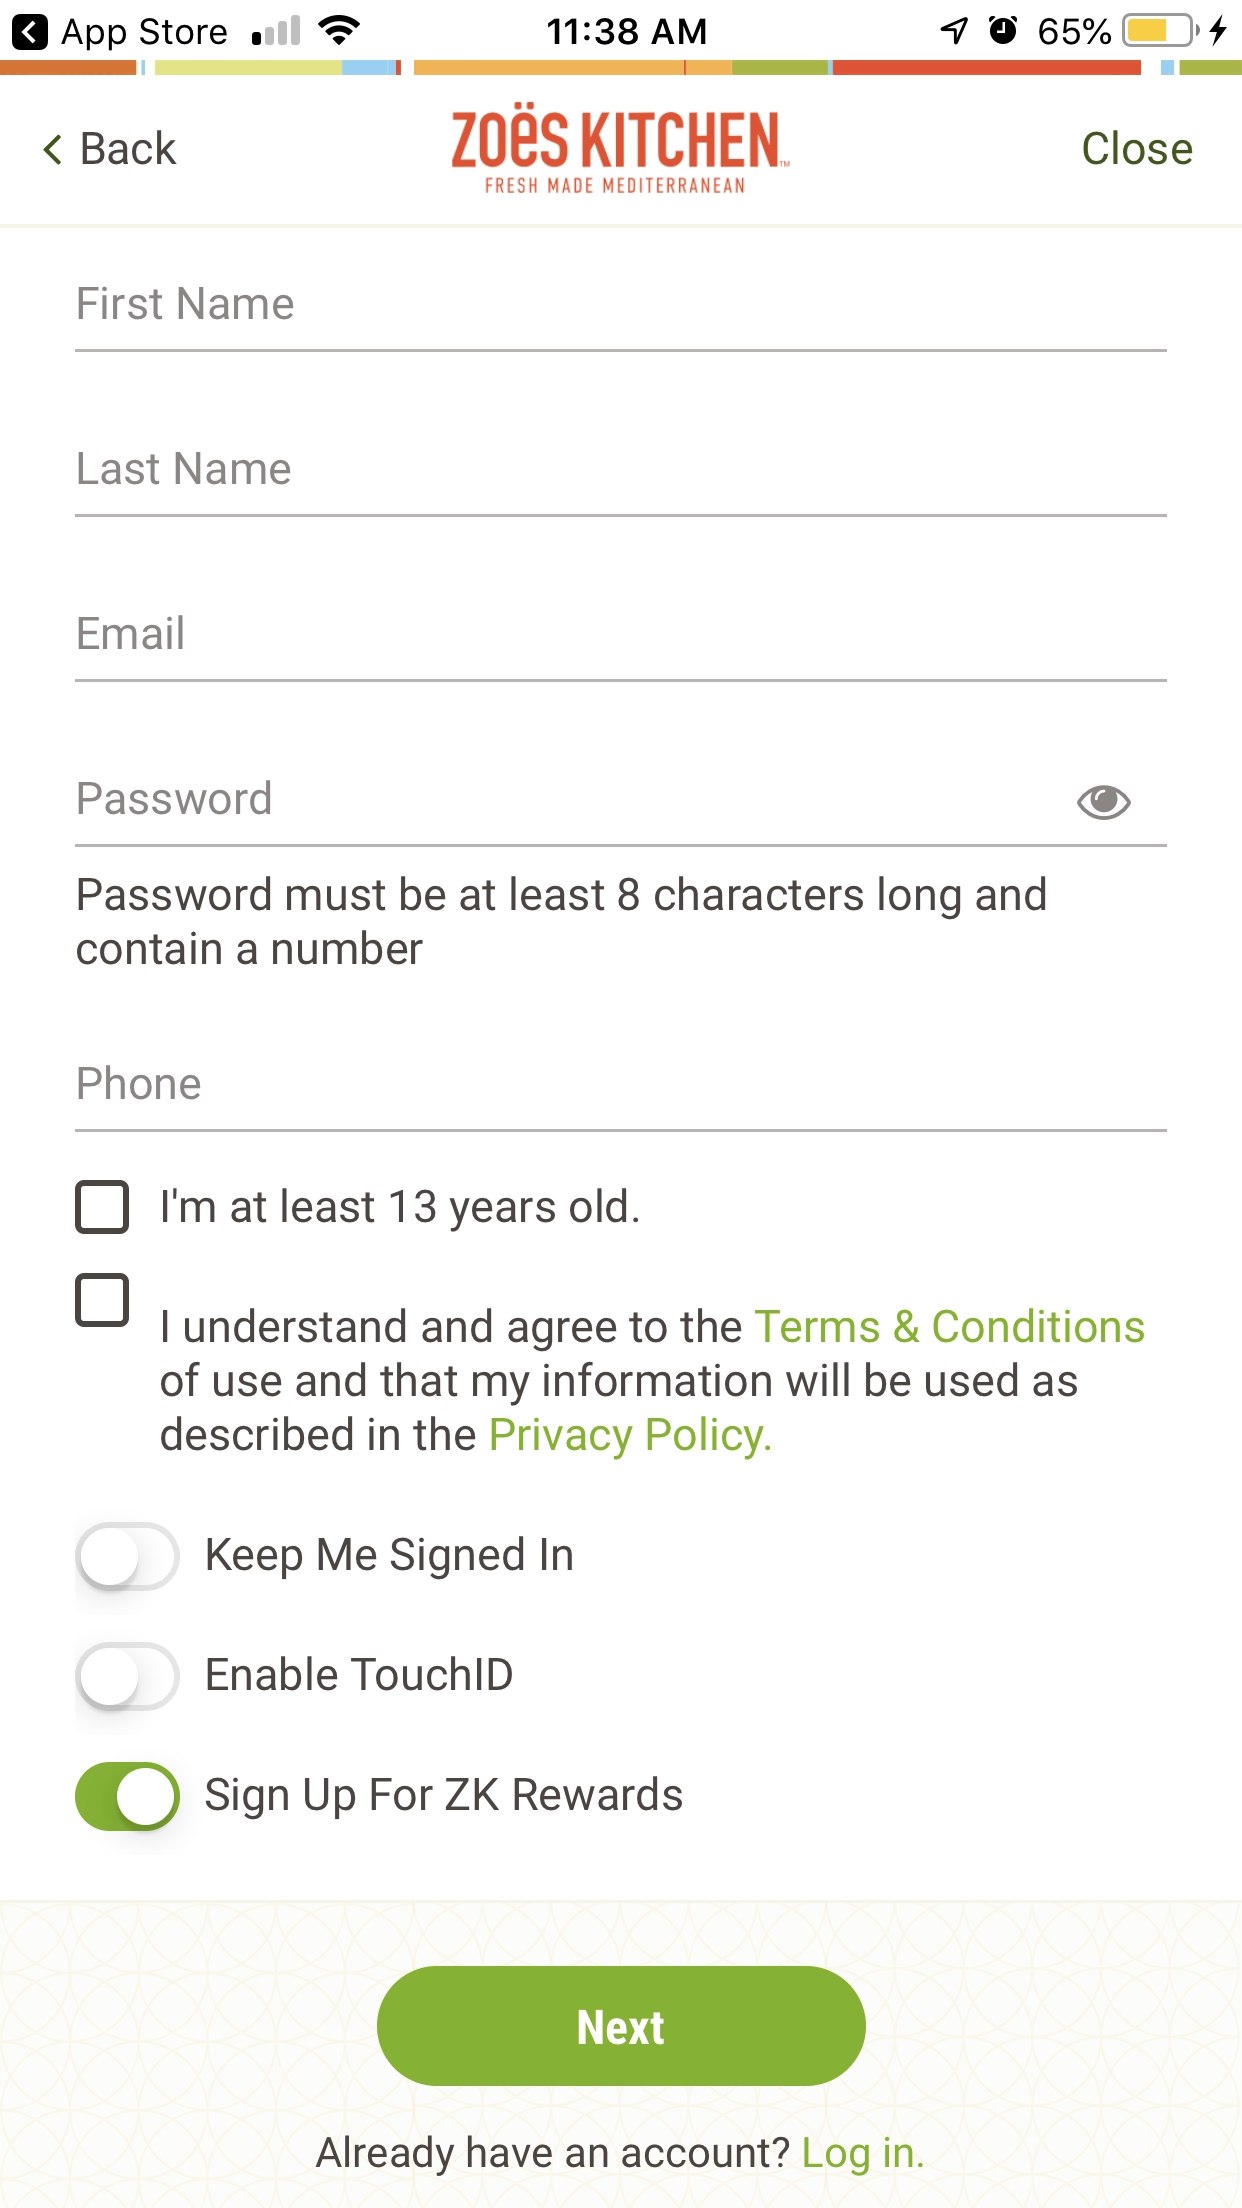 App Store 11:38 AM 65%
Back ZOËS KITCHEN™ Close
FRESH MADE MEDITERRANEAN
First Name
Last Name
Email
Password
Password must be at least 8 characters long and
contain a number
Phone
I'm at least 13 years old.
I understand and agree to the Terms & Conditions
of use and that my information will be used as
described in the Privacy Policy.
Keep Me Signed In
Enable TouchID
Sign Up For ZK Rewards
Next
Already have an account? Log in.